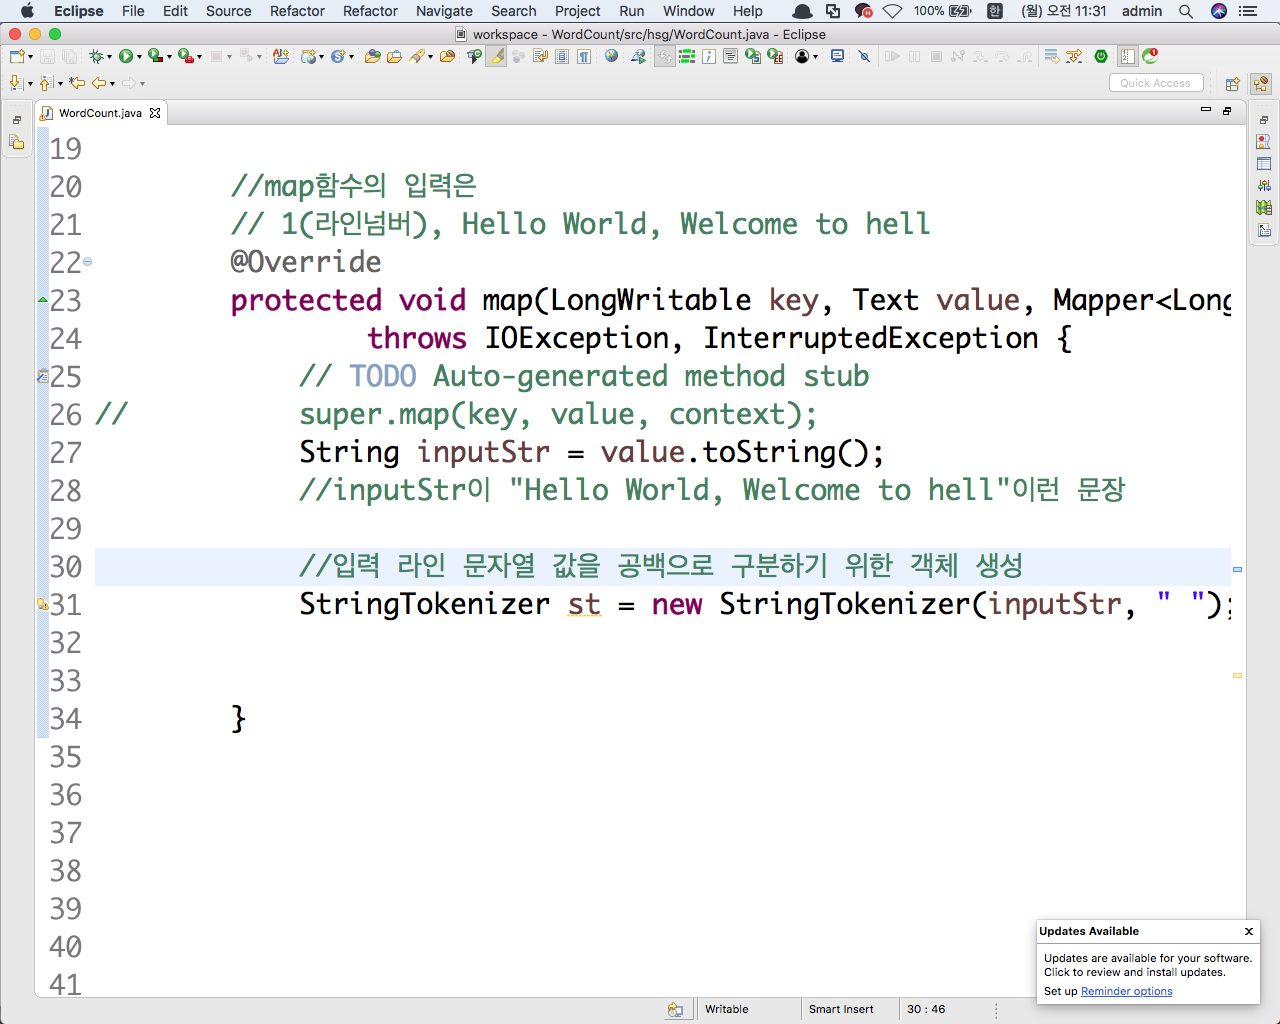 Eclipse File Edit Source Refactor Refactor Navigate Search Project Run Window Help 100% 한 (월) 오전 11:31 admin
workspace - WordCount/src/hsg/WordCount.java - Eclipse
Quick Access
WordCount.java
19
20 //map함수의 입력은
21 // 1(라인넘버), Hello World, Welcome to hell
22 @Override
23 protected void map(LongWritable key, Text value, Mapper<Long
24 throws IOException, InterruptedException {
25 // TODO Auto-generated method stub
26 // super.map(key, value, context);
27 String inputStr = value.toString();
28 //inputStr이 "Hello World, Welcome to hell"이런 문장
29
30 //입력 라인 문자열 값을 공백으로 구분하기 위한 객체 생성
31 StringTokenizer st = new StringTokenizer(inputStr, " ");
32
33
34 }
35
36
37
38
39
40
41
Updates Available
Updates are available for your software.
Click to review and install updates.
Set up Reminder options
Writable Smart Insert 30 : 46